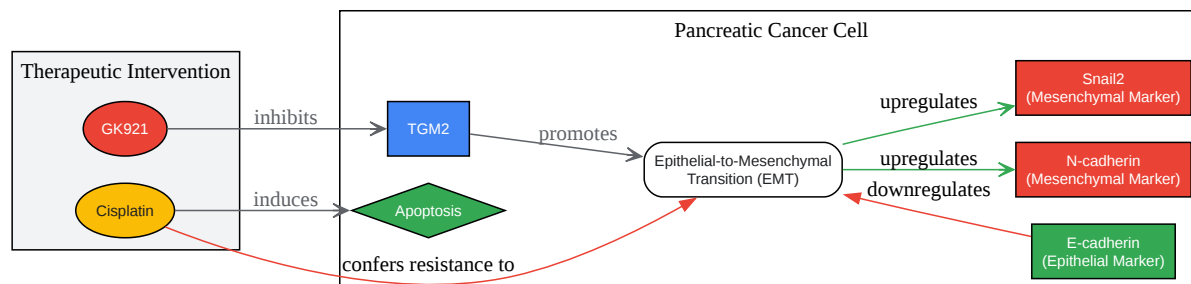 Pancreatic Cancer Cell
Therapeutic Intervention
GK921
inhibits
TGM2
promotes
Epithelial-to-Mesenchymal
Transition (EMT)
upregulates
Snail2
(Mesenchymal Marker)
upregulates
N-cadherin
(Mesenchymal Marker)
downregulates
Cisplatin
induces
Apoptosis
E-cadherin
(Epithelial Marker)
confers resistance to